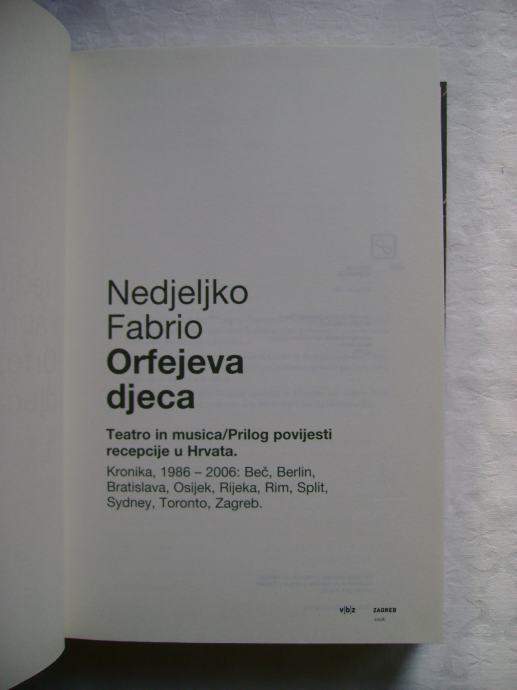 Nedjeljko
Fabrio
Orfejeva
djeca
Teatro in musica/Prilog povijesti
recepcije u Hrvata.
Kronika, 1986 – 2006: Beč, Berlin,
Bratislava, Osijek, Rijeka, Rim, Split,
Sydney, Toronto, Zagreb.
v|b|z ZAGREB